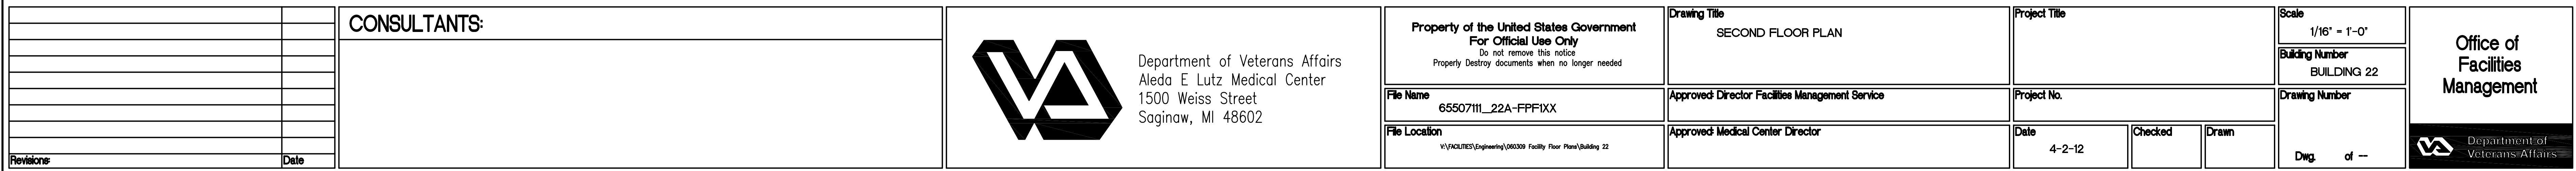 Revisions:
Date
CONSULTANTS:
Department of Veterans Affairs
Aleda E Lutz Medical Center
1500 Weiss Street
Saginaw, MI 48602
Property of the United States Government
For Official Use Only
Do not remove this notice
Properly Destroy documents when no longer needed
File Name
65507111_22A-FPF1XX
File Location
V:\FACILITIES\Engineering\060309 Facility Floor Plans\Building 22
Drawing Title
SECOND FLOOR PLAN
Approved: Director Facilities Management Service
Approved: Medical Center Director
Project Title
Project No.
Date
4-2-12
Checked
Drawn
Scale
1/16" = 1'-0"
Building Number
BUILDING 22
Drawing Number
Dwg. of --
Office of
Facilities
Management
Department of
Veterans Affairs